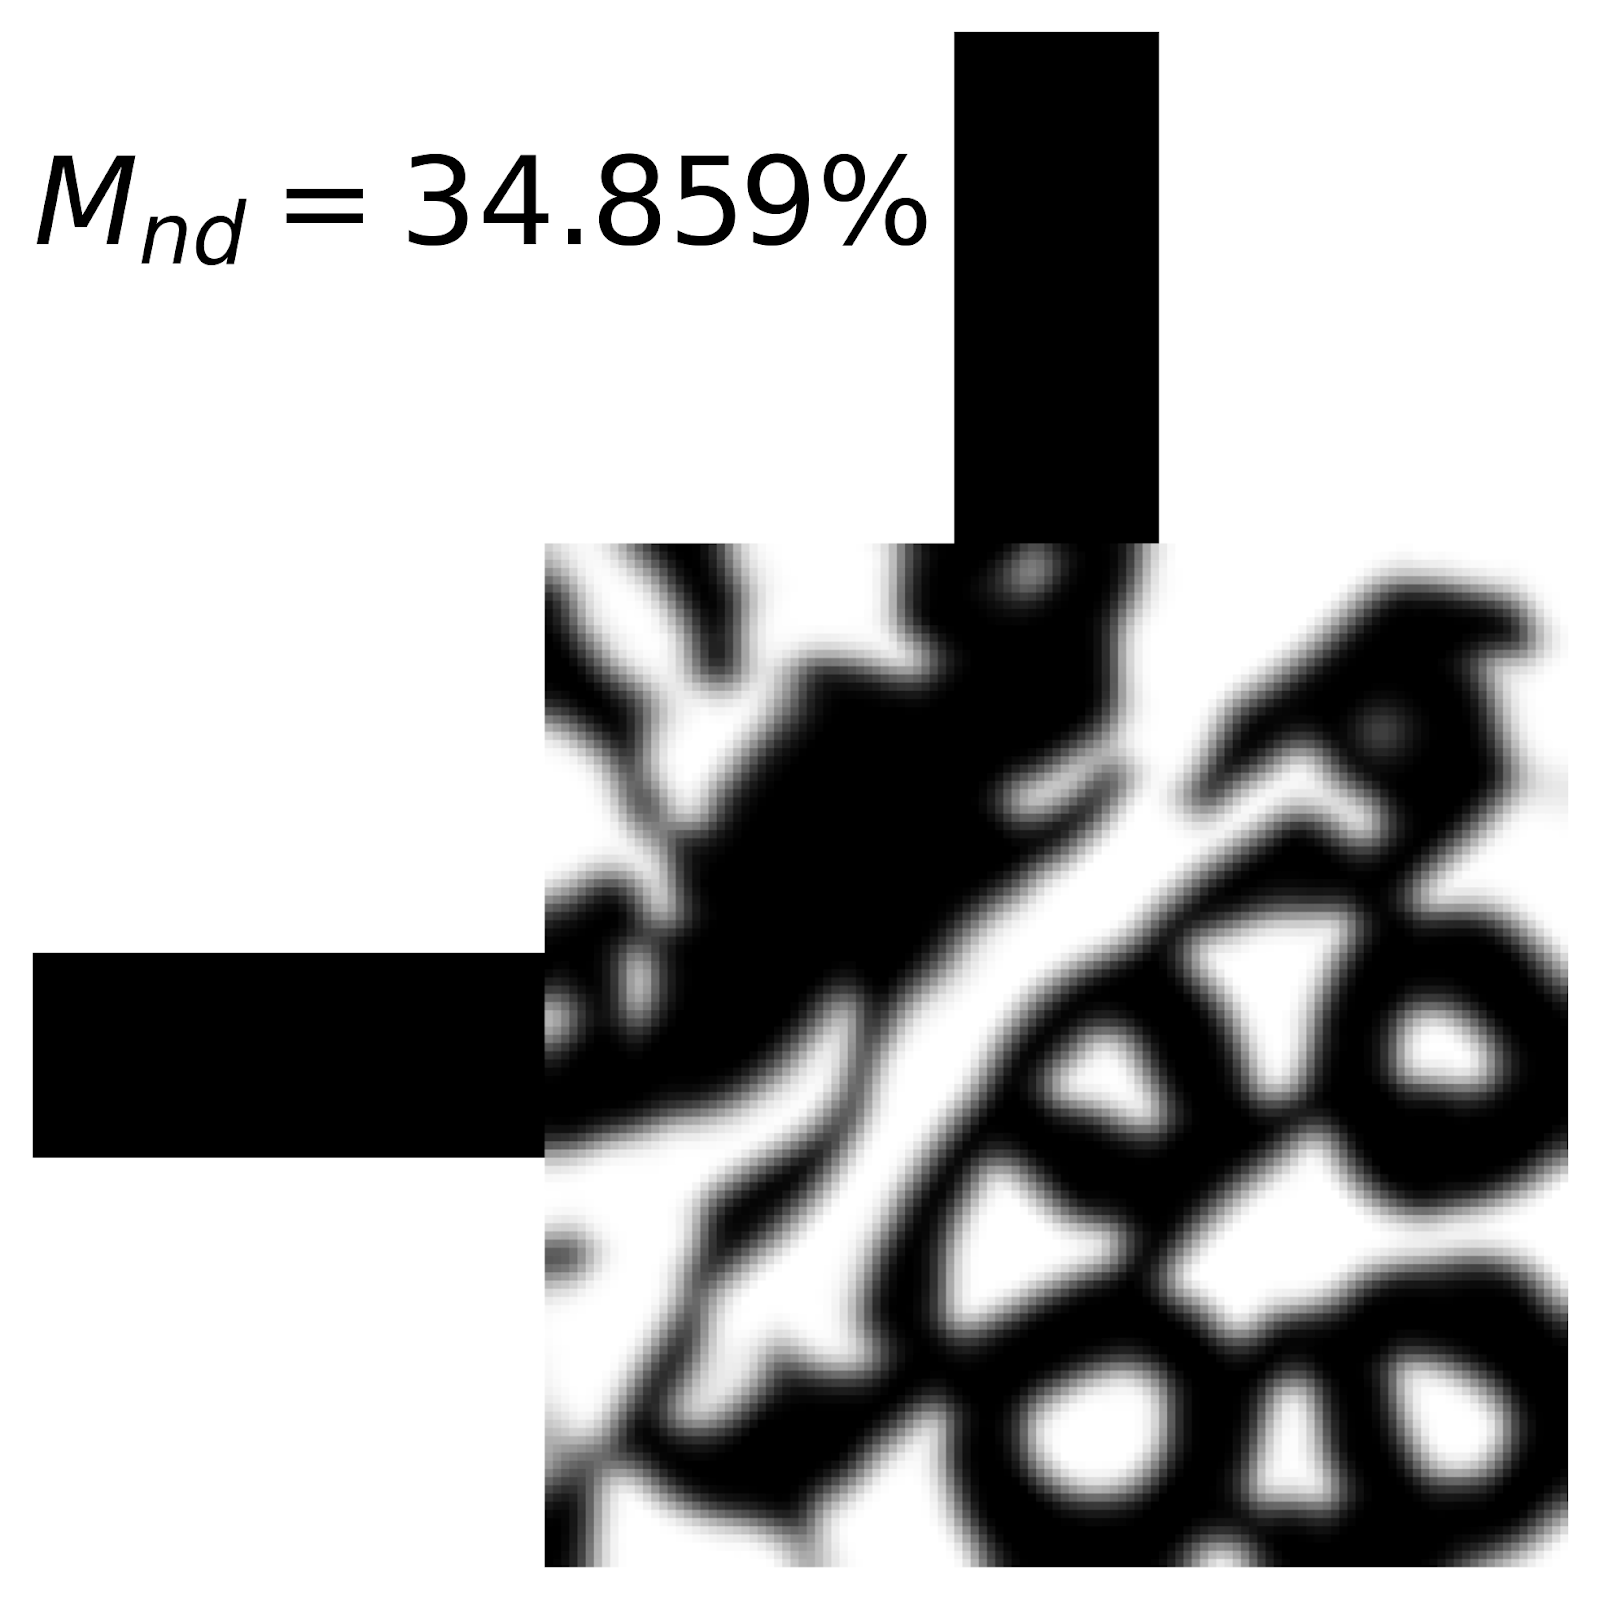 M_{nd} = 34.859%